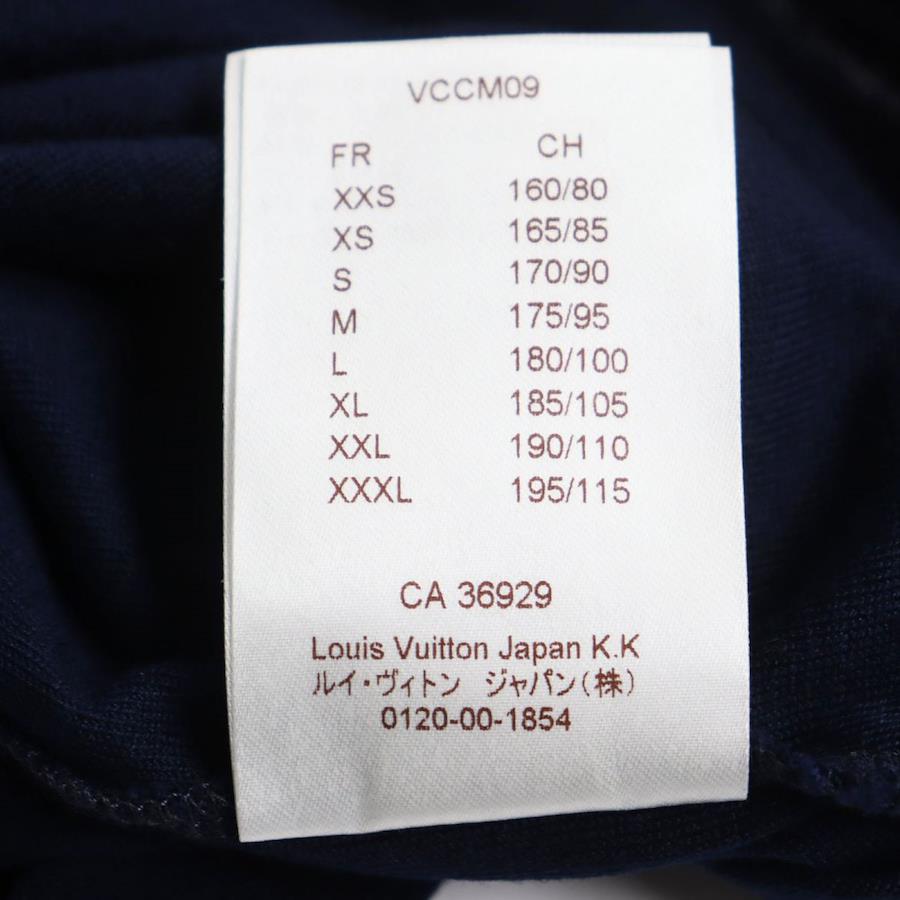 VCCM09
FR CH
XXS 160/80
XS 165/85
S 170/90
M 175/95
L 180/100
XL 185/105
XXL 190/110
XXXL 195/115
CA 36929
Louis Vuitton Japan K.K
ルイ・ヴィトン ジャパン(株)
0120-00-1854